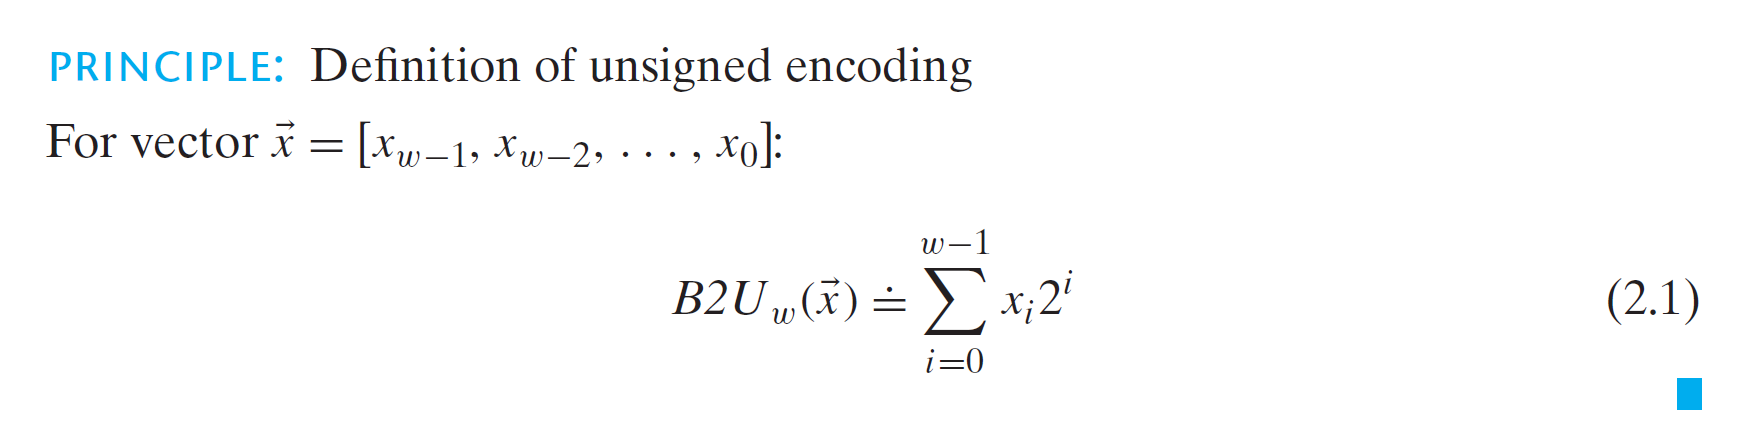 PRINCIPLE: Definition of unsigned encoding
For vector $\vec{x} = [x_{w-1}, x_{w-2}, \ldots, x_0]$:
$B2U_w(\vec{x}) \doteq \sum_{i=0}^{w-1} x_i 2^i$ (2.1)